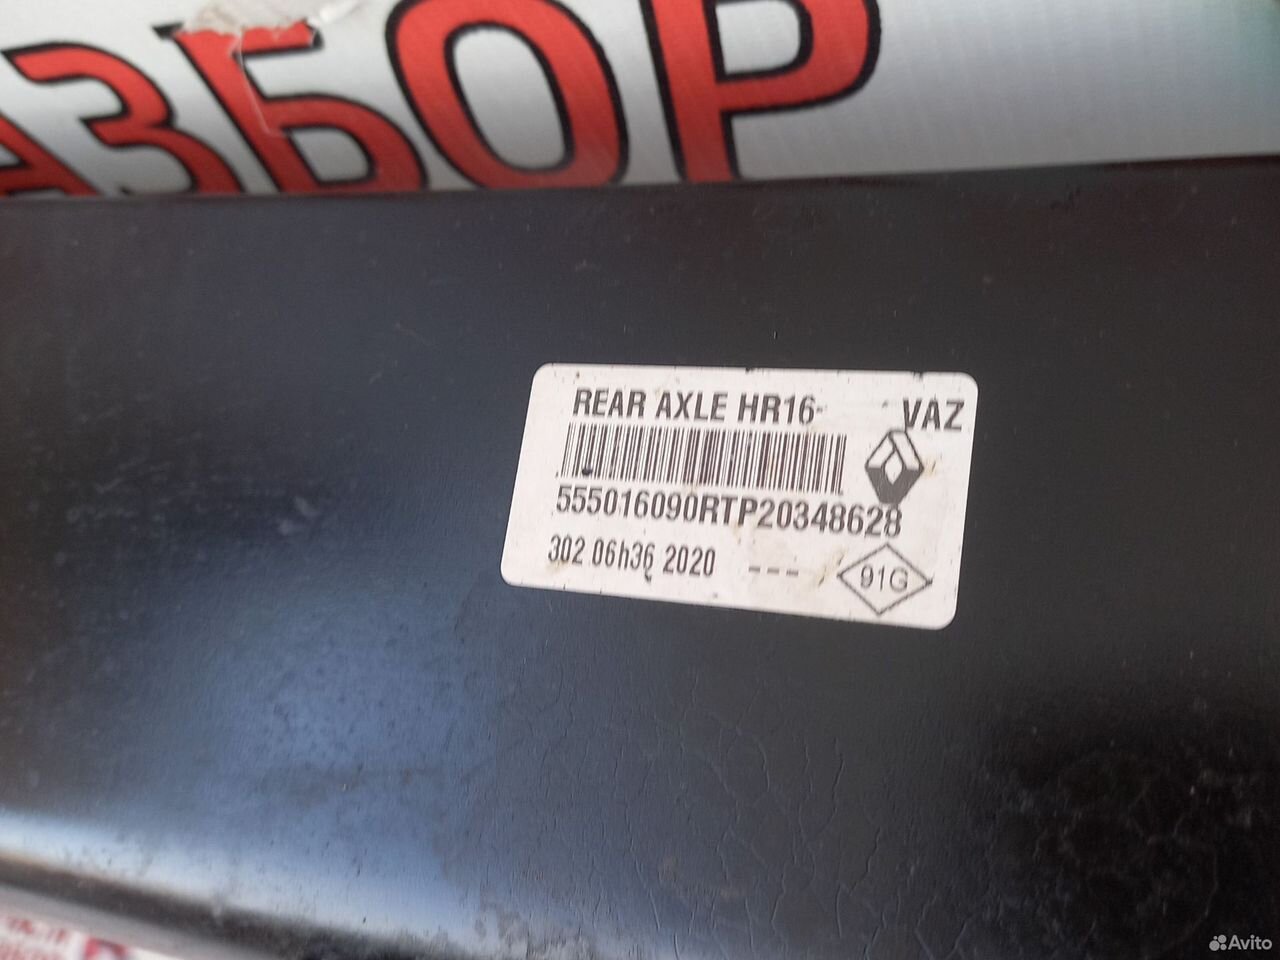 АЗБОР
REAR AXLE HR16- VAZ
555016090RTP20348628
302 06h36 2020 ---
91G
Avito